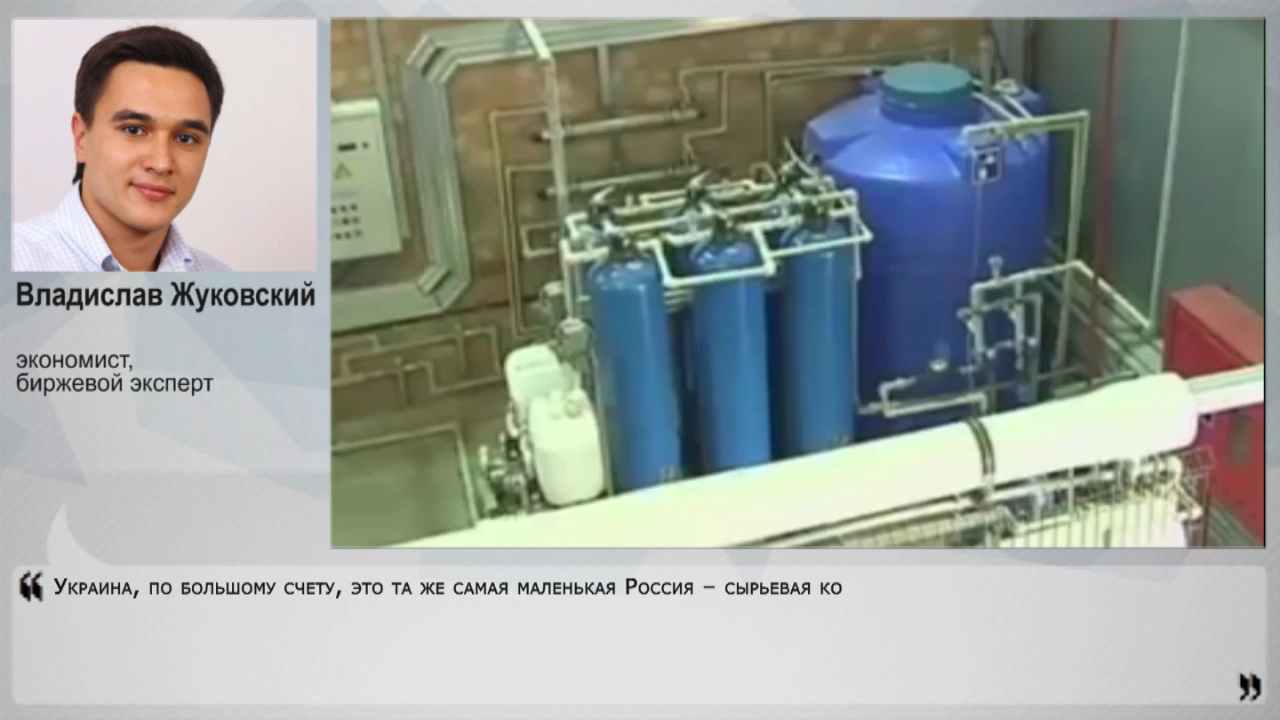 Владислав Жуковский
экономист,
биржевой эксперт
“ Украина, по большому счету, это та же самая маленькая Россия – сырьевая ко
”